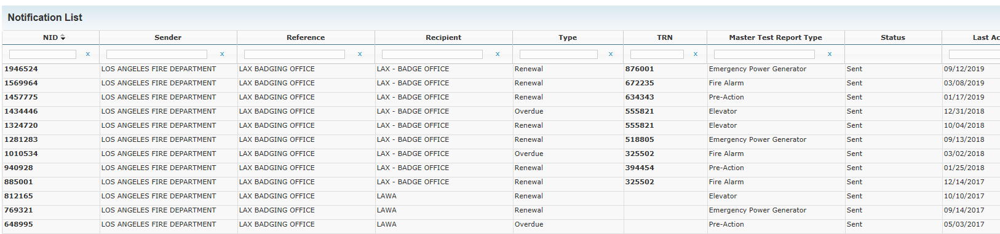 Notification List
NID Sender Reference Recipient Type TRN Master Test Report Type Status Last Ac
x x x x x x x
1946524 LOS ANGELES FIRE DEPARTMENT LAX BADGING OFFICE LAX - BADGE OFFICE Renewal 876001 Emergency Power Generator Sent 09/12/2019
1569964 LOS ANGELES FIRE DEPARTMENT LAX BADGING OFFICE LAX - BADGE OFFICE Renewal 672235 Fire Alarm Sent 03/08/2019
1457775 LOS ANGELES FIRE DEPARTMENT LAX BADGING OFFICE LAX - BADGE OFFICE Renewal 634343 Pre-Action Sent 01/17/2019
1434446 LOS ANGELES FIRE DEPARTMENT LAX BADGING OFFICE LAX - BADGE OFFICE Overdue 555821 Elevator Sent 12/31/2018
1324720 LOS ANGELES FIRE DEPARTMENT LAX BADGING OFFICE LAX - BADGE OFFICE Renewal 555821 Elevator Sent 10/04/2018
1281283 LOS ANGELES FIRE DEPARTMENT LAX BADGING OFFICE LAX - BADGE OFFICE Renewal 518805 Emergency Power Generator Sent 09/13/2018
1010534 LOS ANGELES FIRE DEPARTMENT LAX BADGING OFFICE LAX - BADGE OFFICE Overdue 325502 Fire Alarm Sent 03/02/2018
940928 LOS ANGELES FIRE DEPARTMENT LAX BADGING OFFICE LAX - BADGE OFFICE Renewal 394454 Pre-Action Sent 01/25/2018
885001 LOS ANGELES FIRE DEPARTMENT LAX BADGING OFFICE LAX - BADGE OFFICE Renewal 325502 Fire Alarm Sent 12/14/2017
812165 LOS ANGELES FIRE DEPARTMENT LAX BADGING OFFICE LAWA Renewal Elevator Sent 10/10/2017
769321 LOS ANGELES FIRE DEPARTMENT LAX BADGING OFFICE LAWA Renewal Emergency Power Generator Sent 09/14/2017
648995 LOS ANGELES FIRE DEPARTMENT LAX BADGING OFFICE LAWA Overdue Pre-Action Sent 05/03/2017